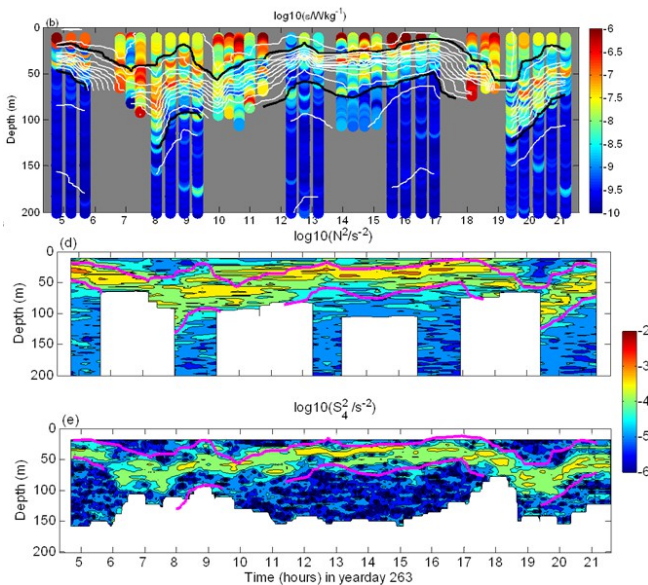 log10(ε/Wkg⁻¹)
(b)
0
50
100
150
200
Depth (m)
5 6 7 8 9 10 11 12 13 14 15 16 17 18 19 20 21
-6
-6.5
-7
-7.5
-8
-8.5
-9
-9.5
-10
log10(N²/s⁻²)
(d)
0
50
100
150
200
Depth (m)
log10(S₄²/s⁻²)
(e)
0
50
100
150
200
Depth (m)
5 6 7 8 9 10 11 12 13 14 15 16 17 18 19 20 21
Time (hours) in yearday 263
-2
-3
-4
-5
-6